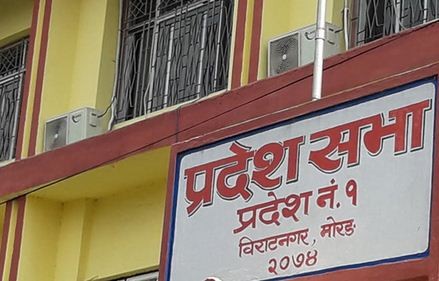 प्रदेश सभा
प्रदेश नं. १
विराटनगर, मोरङ
२०७४